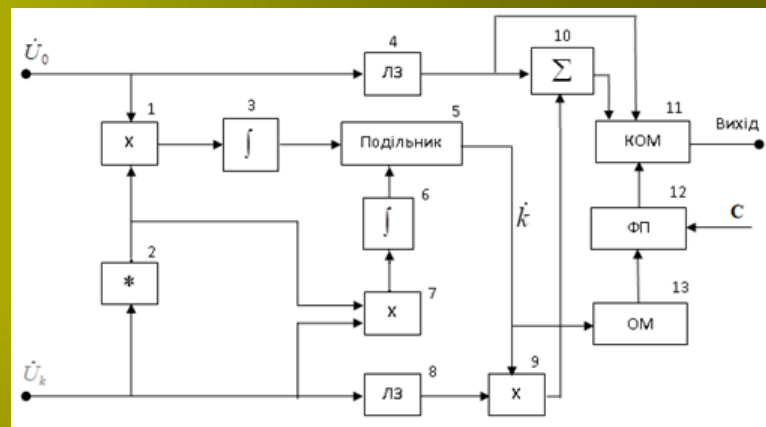 U̇₀
4
ЛЗ
10
Σ
1
X
3
∫
5
Подільник
11
КОМ
Вихід
6
∫
k̇
12
ФП
C
2
*
7
X
13
ОМ
U̇ₖ
8
ЛЗ
9
X